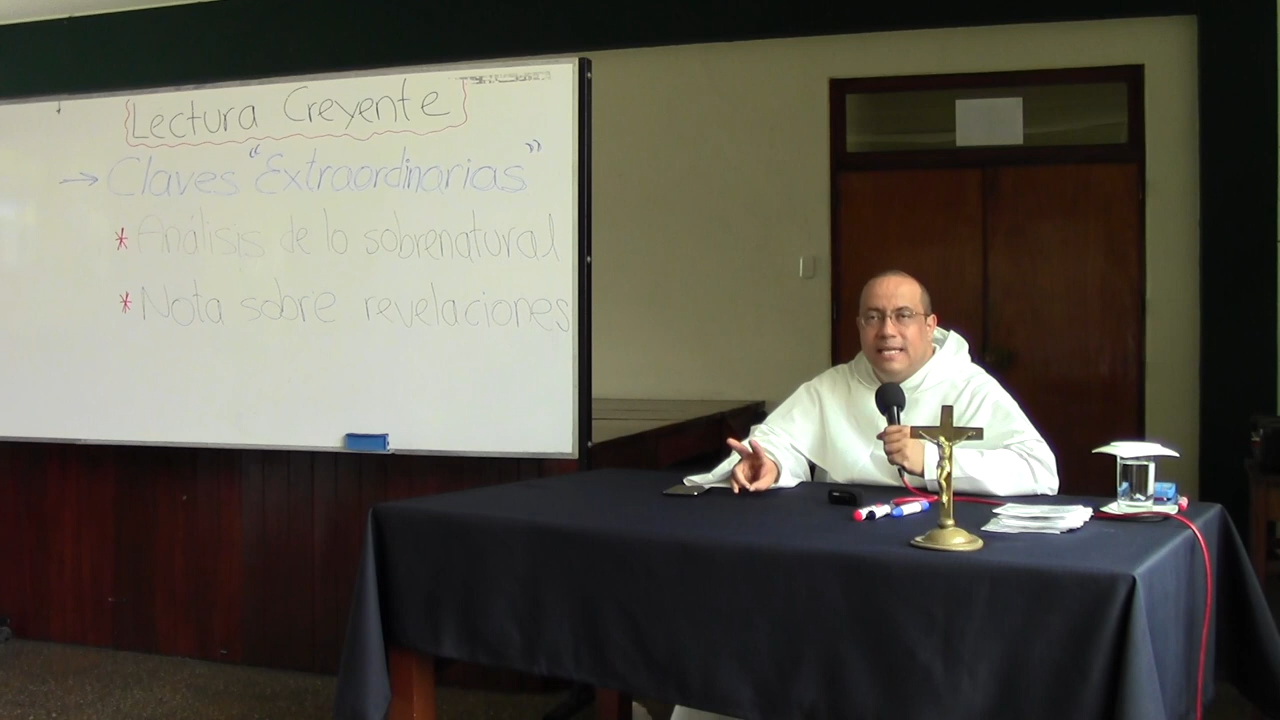 Lectura Creyente
→ Claves "Extraordinarias"
* Análisis de lo sobrenatural
* Nota sobre revelaciones